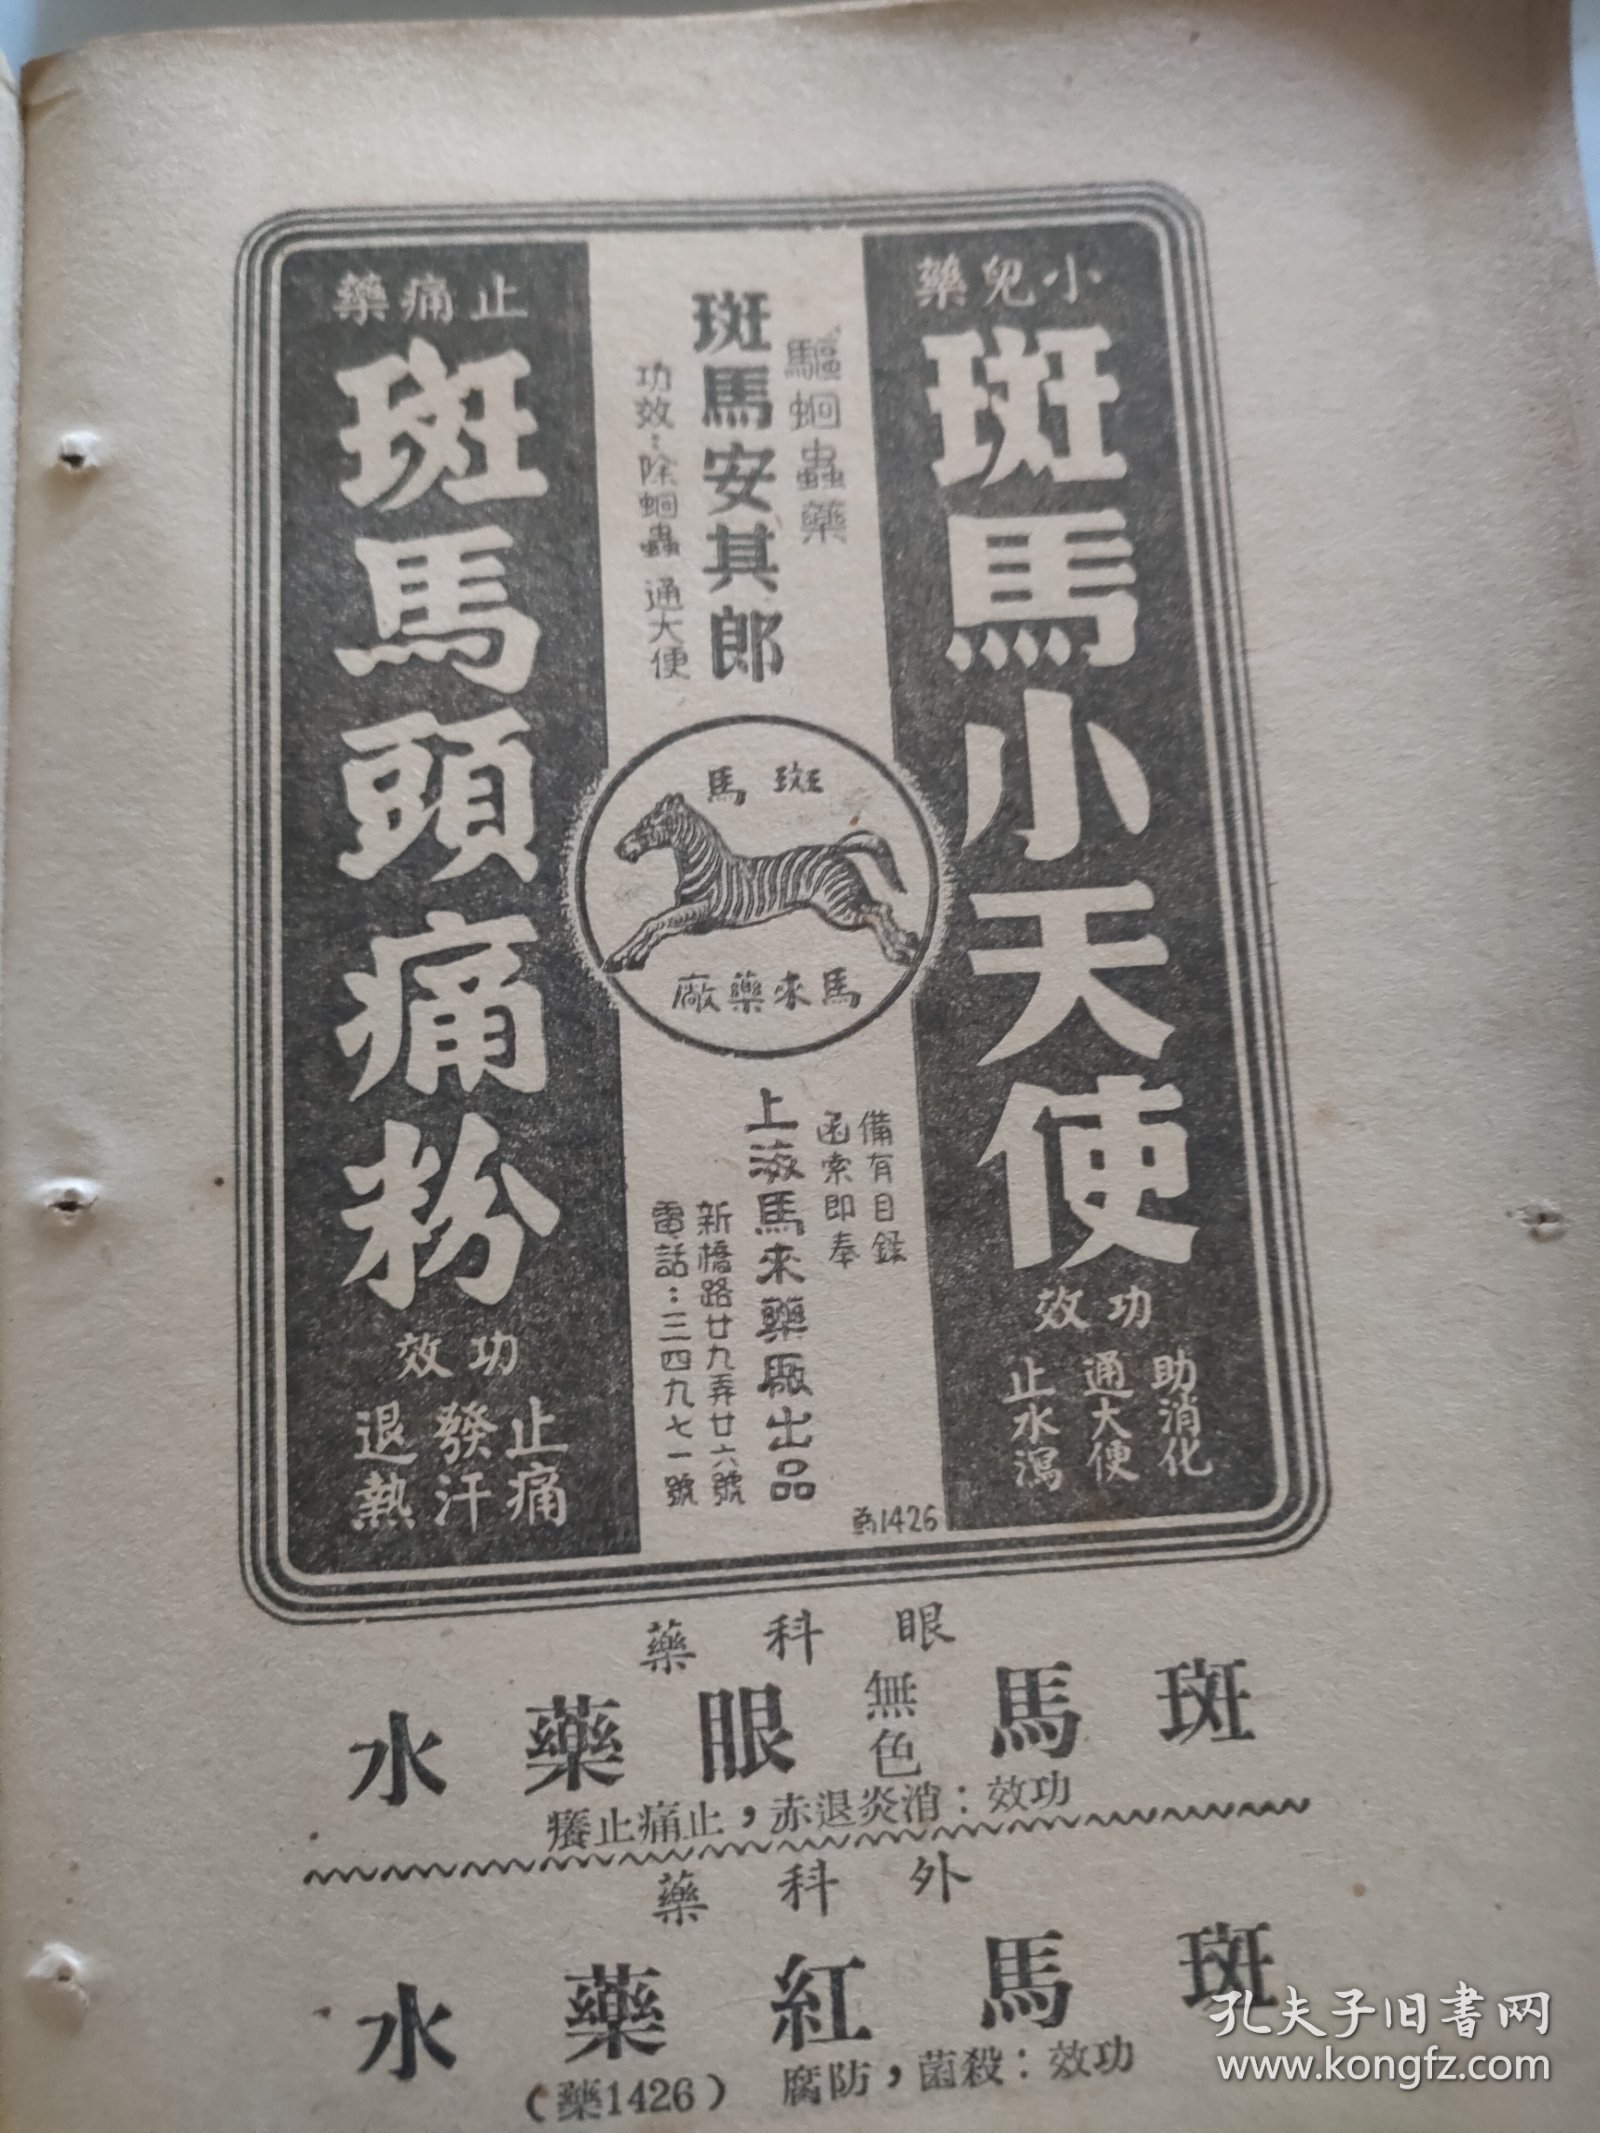 小兒藥
斑馬小天使
功效
助消化
通大便
止水瀉
驅蛔蟲藥
斑馬安其郎
功效：除蛔蟲 通大便
斑馬
馬來藥廠
備有目錄
函索即奉
上海馬來藥廠出品
新橋路廿九弄廿六號
電話：三四九七一號
药1426
止痛藥
斑馬頭痛粉
功效
止痛
發汗
退熱
眼科藥
斑馬無色眼藥水
功效：消炎退赤，止痛止癢
外科藥
斑馬紅藥水
功效：殺菌，防腐
（藥1426）
孔夫子旧書网
www.kongfz.com